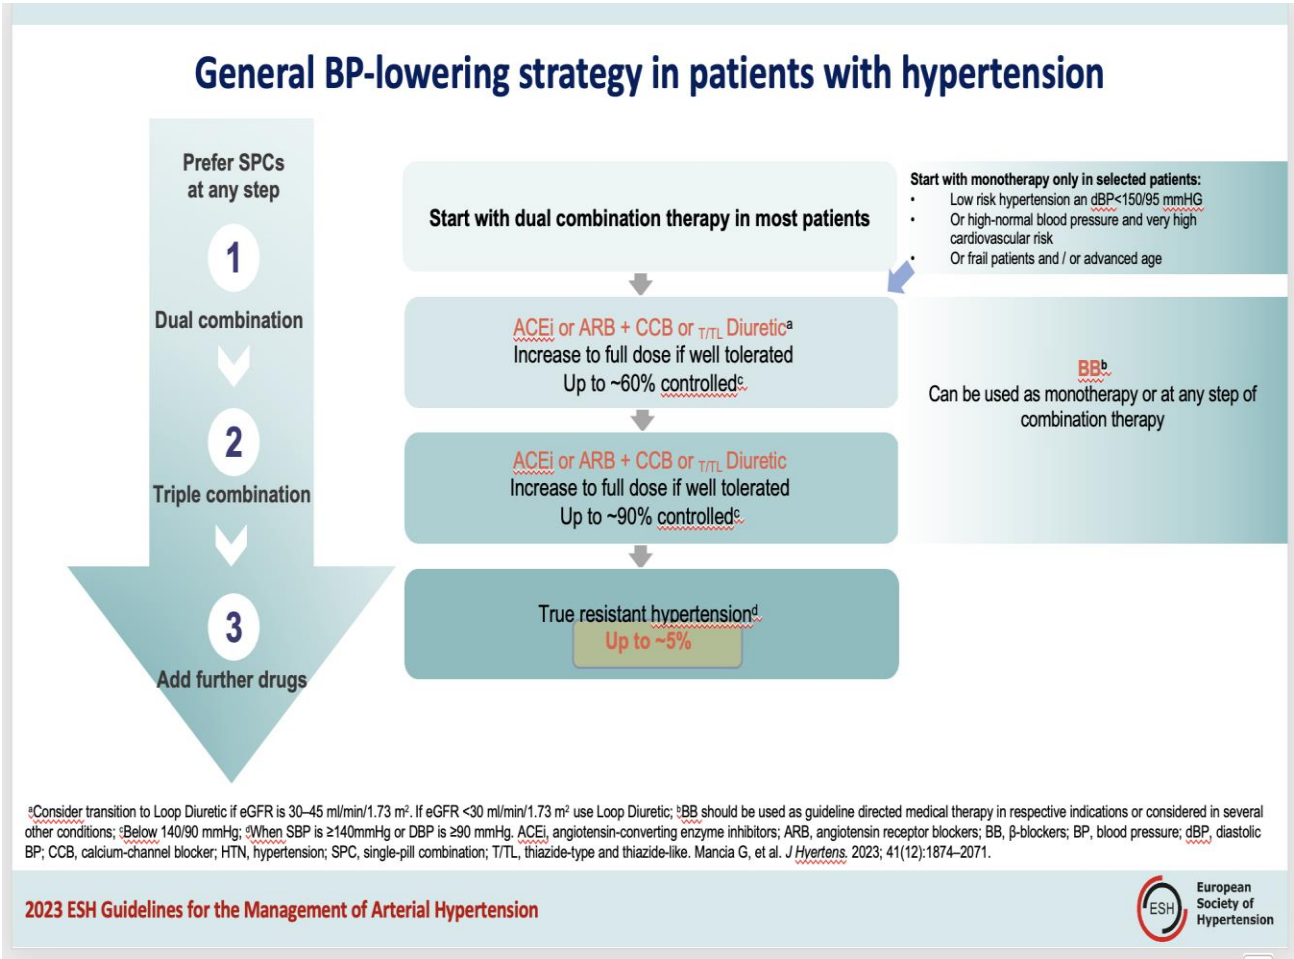 General BP-lowering strategy in patients with hypertension
Prefer SPCs
at any step
1
Dual combination
2
Triple combination
3
Add further drugs
Start with dual combination therapy in most patients
Start with monotherapy only in selected patients:
• Low risk hypertension an dBP<150/95 mmHG
• Or high-normal blood pressure and very high
cardiovascular risk
• Or frail patients and / or advanced age
ACEi or ARB + CCB or T/TL Diureticᵃ
Increase to full dose if well tolerated
Up to ~60% controlledᶜ
BBᵇ
Can be used as monotherapy or at any step of
combination therapy
ACEi or ARB + CCB or T/TL Diuretic
Increase to full dose if well tolerated
Up to ~90% controlledᶜ
True resistant hypertensionᵈ
Up to ~5%
ᵃConsider transition to Loop Diuretic if eGFR is 30–45 ml/min/1.73 m². If eGFR <30 ml/min/1.73 m² use Loop Diuretic; ᵇBB should be used as guideline directed medical therapy in respective indications or considered in several
other conditions; ᶜBelow 140/90 mmHg; ᵈWhen SBP is ≥140mmHg or DBP is ≥90 mmHg. ACEi, angiotensin-converting enzyme inhibitors; ARB, angiotensin receptor blockers; BB, β-blockers; BP, blood pressure; dBP, diastolic
BP; CCB, calcium-channel blocker; HTN, hypertension; SPC, single-pill combination; T/TL, thiazide-type and thiazide-like. Mancia G, et al. J Hvertens. 2023; 41(12):1874–2071.
2023 ESH Guidelines for the Management of Arterial Hypertension
ESH
European
Society of
Hypertension